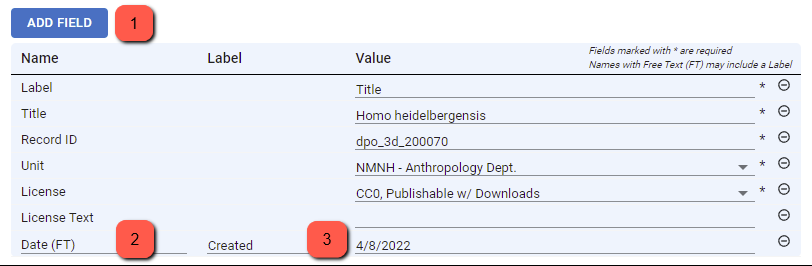 ADD FIELD 1
Name Label Value Fields marked with * are required
Names with Free Text (FT) may include a Label
Label Title *
Title Homo heidelbergensis *
Record ID dpo_3d_200070 *
Unit NMNH - Anthropology Dept. *
License CC0, Publishable w/ Downloads *
License Text
Date (FT) 2 Created 3 4/8/2022